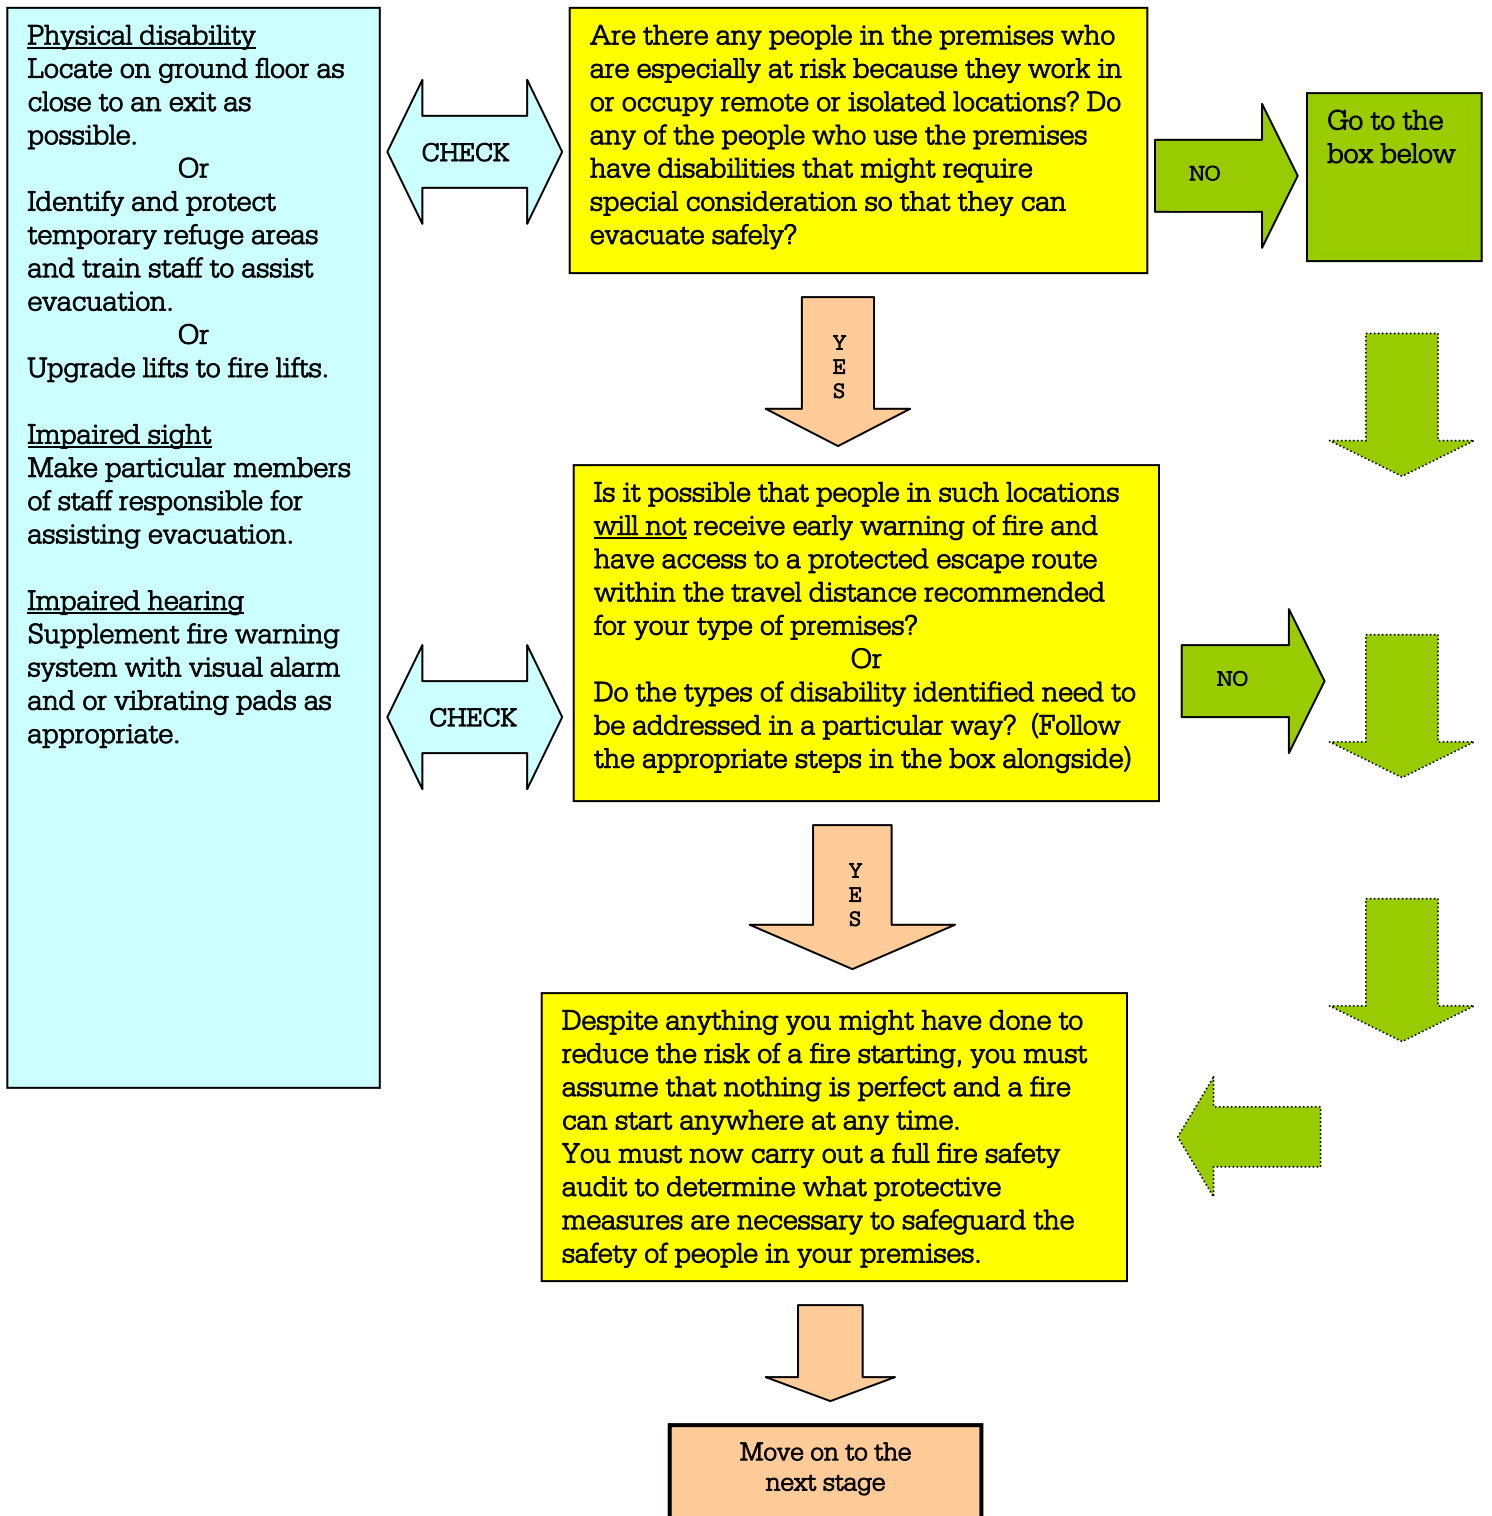 Physical disability
Locate on ground floor as
close to an exit as
possible.
Or
Identify and protect
temporary refuge areas
and train staff to assist
evacuation.
Or
Upgrade lifts to fire lifts.
Impaired sight
Make particular members
of staff responsible for
assisting evacuation.
Impaired hearing
Supplement fire warning
system with visual alarm
and or vibrating pads as
appropriate.
CHECK
CHECK
Are there any people in the premises who
are especially at risk because they work in
or occupy remote or isolated locations? Do
any of the people who use the premises
have disabilities that might require
special consideration so that they can
evacuate safely?
NO
Go to the
box below
Y
E
S
Is it possible that people in such locations
will not receive early warning of fire and
have access to a protected escape route
within the travel distance recommended
for your type of premises?
Or
Do the types of disability identified need to
be addressed in a particular way?  (Follow
the appropriate steps in the box alongside)
NO
Y
E
S
Despite anything you might have done to
reduce the risk of a fire starting, you must
assume that nothing is perfect and a fire
can start anywhere at any time.
You must now carry out a full fire safety
audit to determine what protective
measures are necessary to safeguard the
safety of people in your premises.
Move on to the
next stage